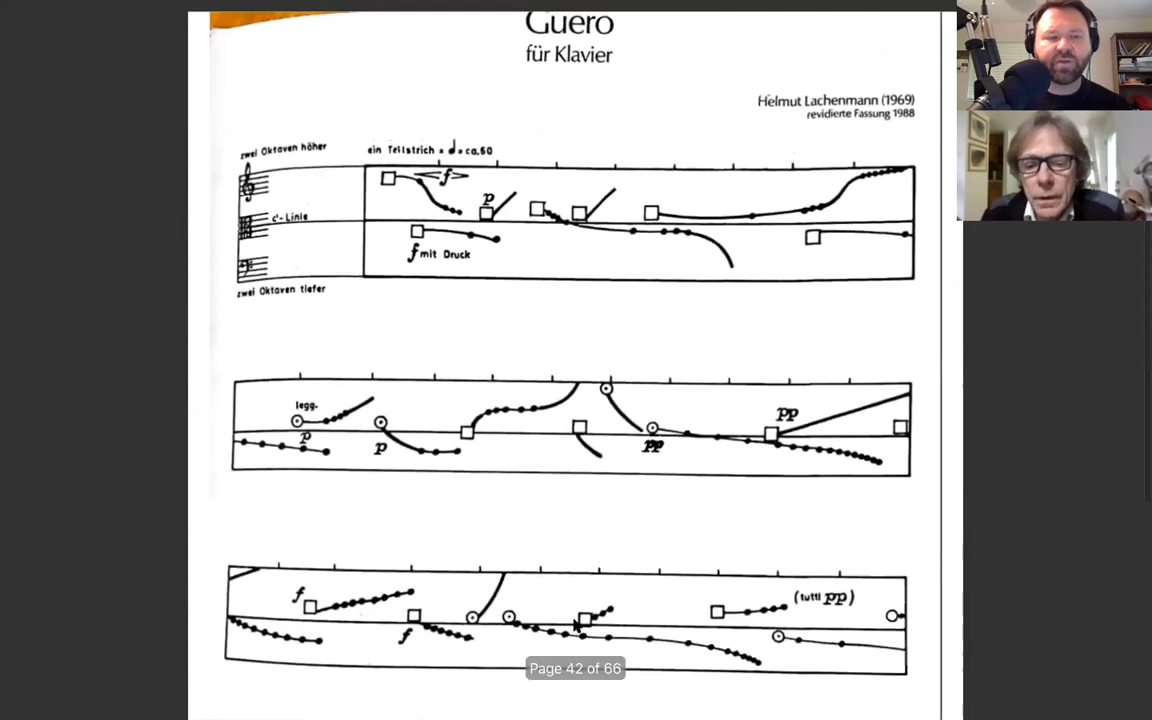 Guero
für Klavier
Helmut Lachenmann (1969)
revidierte Fassung 1988
zwei Oktaven höher
ein Teilstrich = ca.60
f
p
c'-Linie
f mit Druck
zwei Oktaven tiefer
legg.
p
p
pp
pp
f
(tutti pp)
f
Page 42 of 66